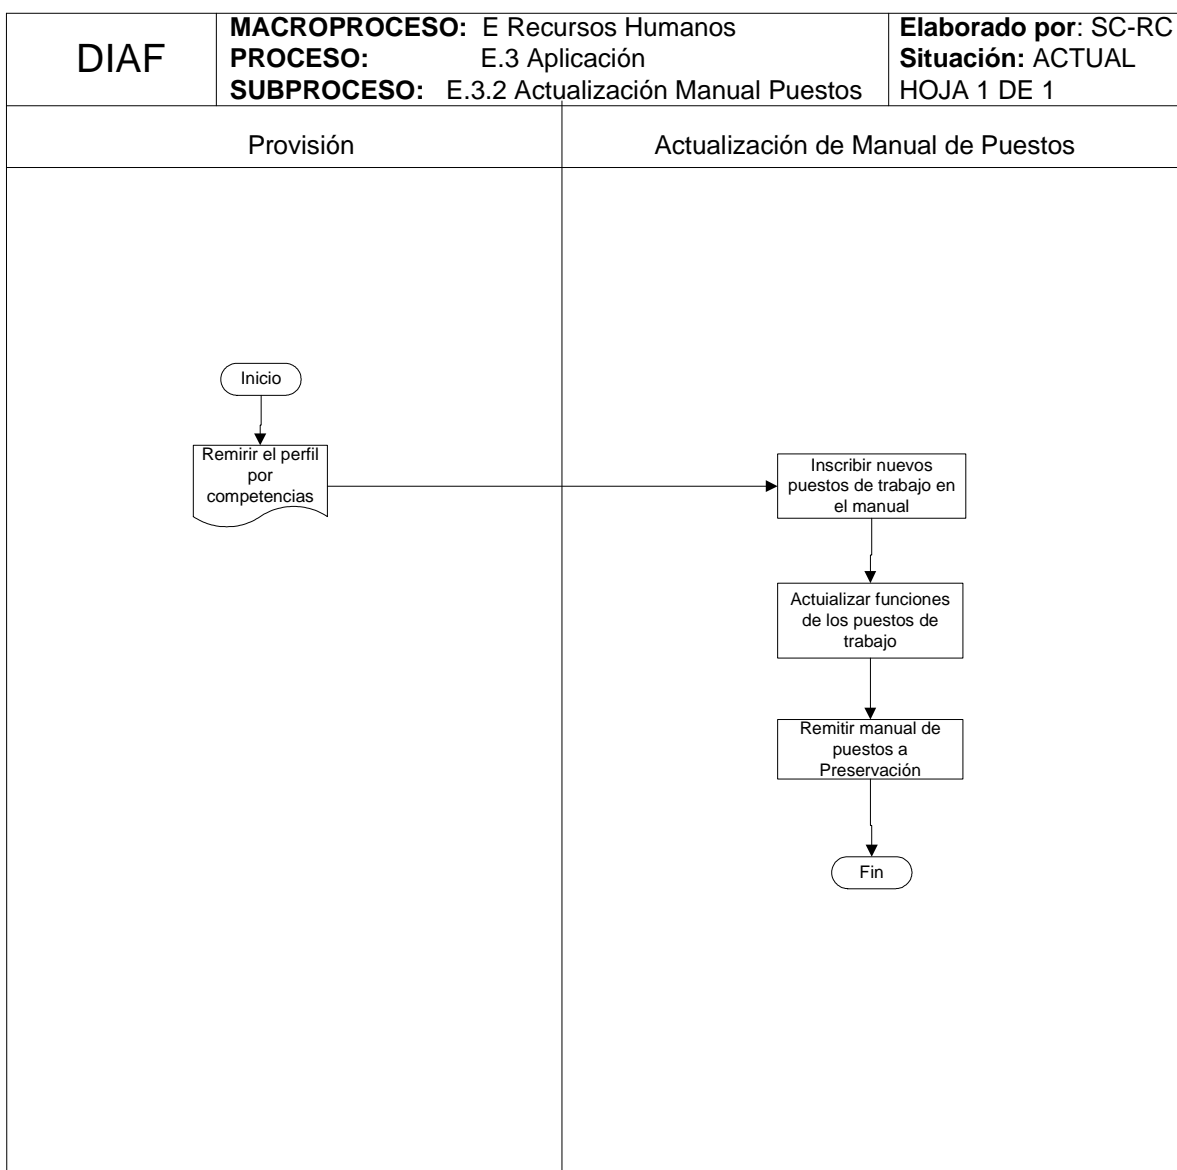 DIAF
MACROPROCESO: E Recursos Humanos
PROCESO: E.3 Aplicación
SUBPROCESO: E.3.2 Actualización Manual Puestos
Elaborado por: SC-RC
Situación: ACTUAL
HOJA 1 DE 1
Provisión
Actualización de Manual de Puestos
Inicio
Remirir el perfil
por
competencias
Inscribir nuevos
puestos de trabajo en
el manual
Actuializar funciones
de los puestos de
trabajo
Remitir manual de
puestos a
Preservación
Fin